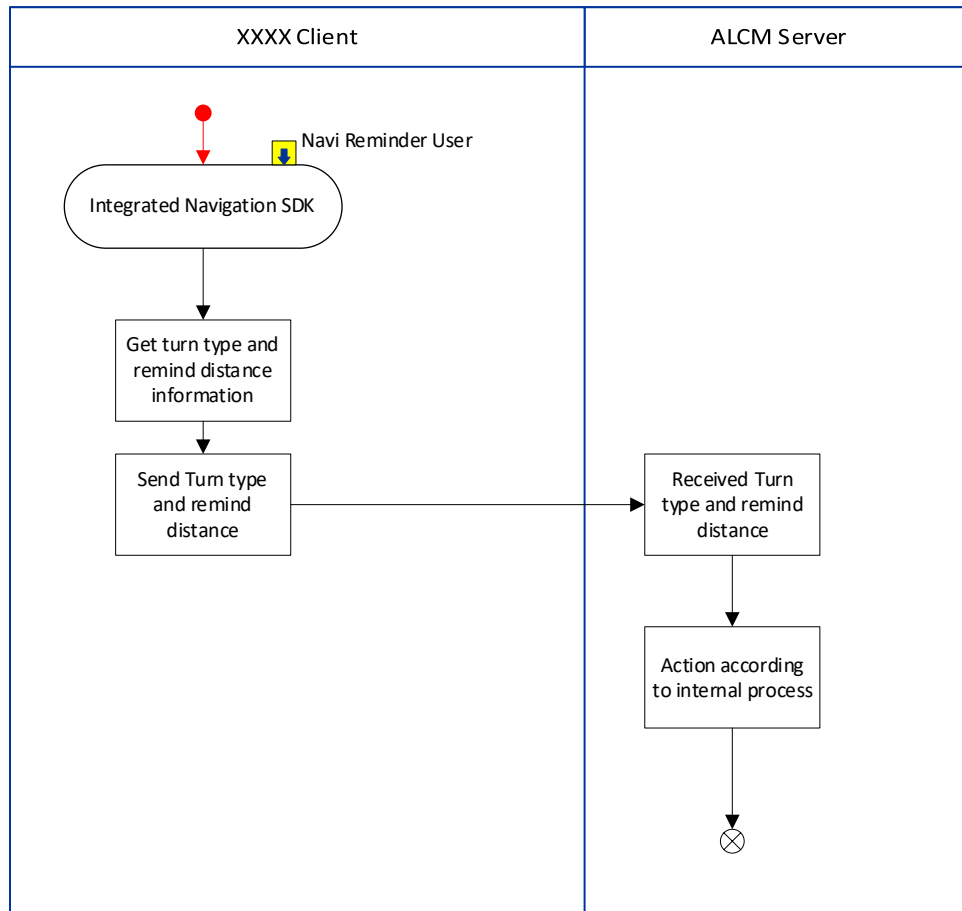 XXXX Client
ALCM Server
Navi Reminder User
Integrated Navigation SDK
Get turn type and
remind distance
information
Send Turn type
and remind
distance
Received Turn
type and remind
distance
Action according
to internal process